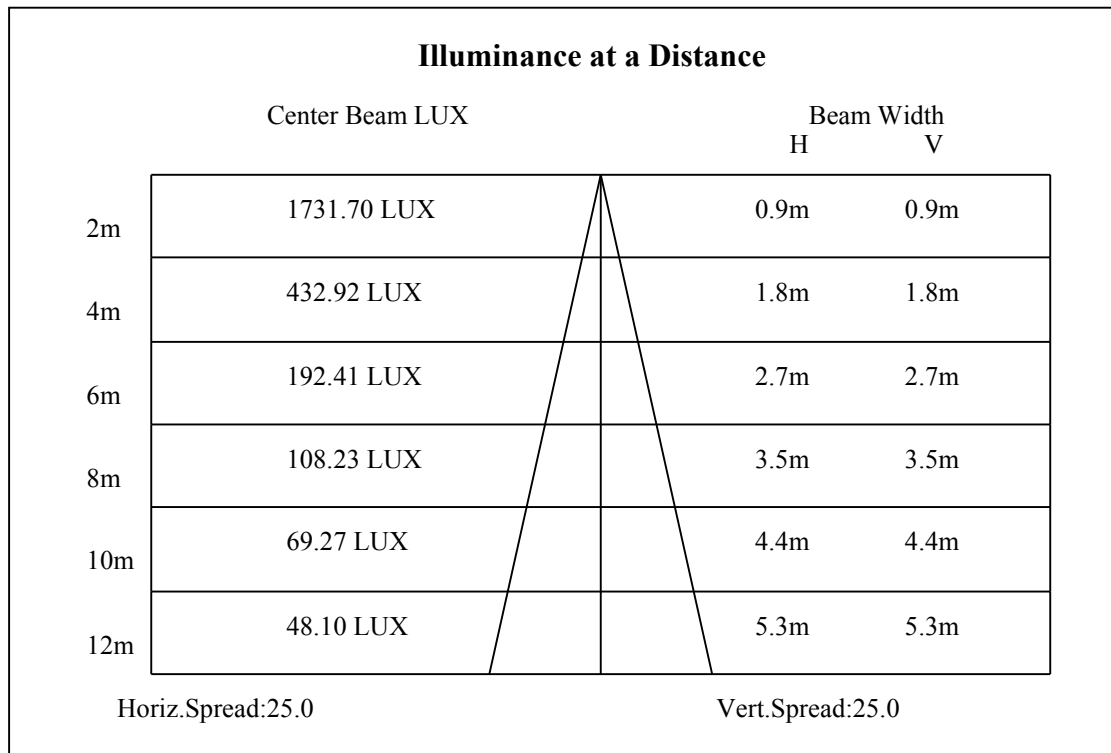 Illuminance at a Distance
Center Beam LUX Beam Width
H V
2m 1731.70 LUX 0.9m 0.9m
4m 432.92 LUX 1.8m 1.8m
6m 192.41 LUX 2.7m 2.7m
8m 108.23 LUX 3.5m 3.5m
10m 69.27 LUX 4.4m 4.4m
12m 48.10 LUX 5.3m 5.3m
Horiz.Spread:25.0 Vert.Spread:25.0